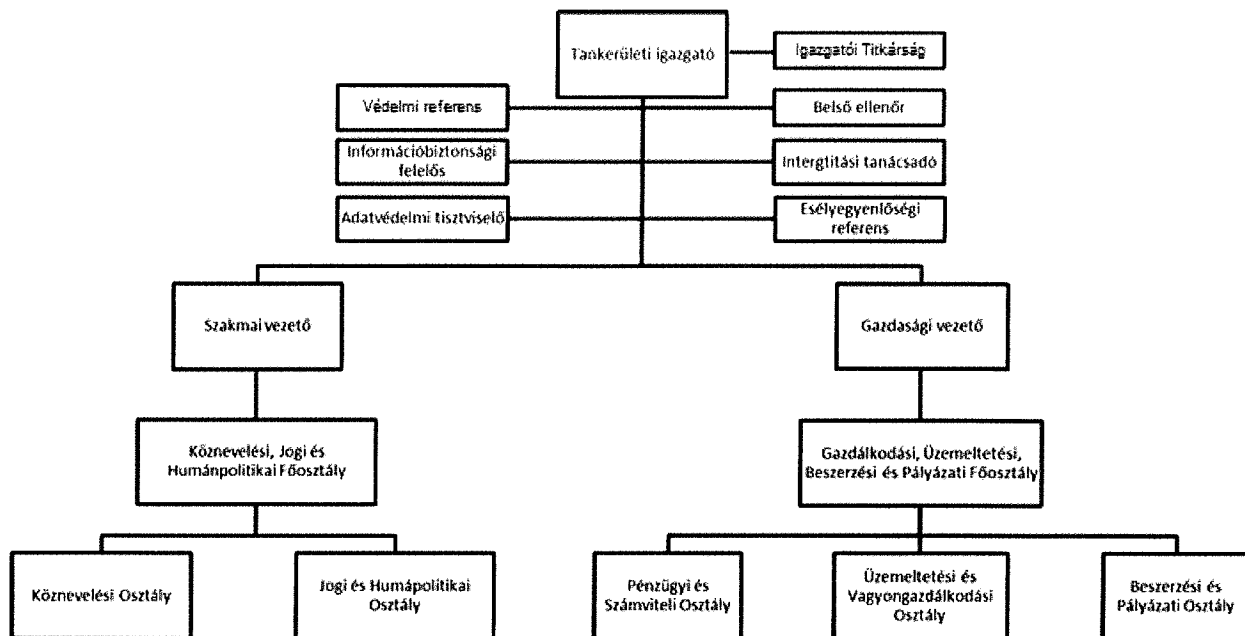 Tankerületi igazgató
Igazgatói Titkárság
Védelmi referens
Belső ellenőr
Információbiztonsági
felelős
Intergtitási tanácsadó
Adatvédelmi tisztviselő
Esélyegyenlőségi
referens
Szakmai vezető
Gazdasági vezető
Köznevelési, Jogi és
Humánpolitikai Főosztály
Gazdálkodási, Üzemeltetési,
Beszerzési és Pályázati Főosztály
Köznevelési Osztály
Jogi és Humápolitikai
Osztály
Pénzügyi és
Számviteli Osztály
Üzemeltetési és
Vagyongazdálkodási
Osztály
Beszerzési és
Pályázati Osztály